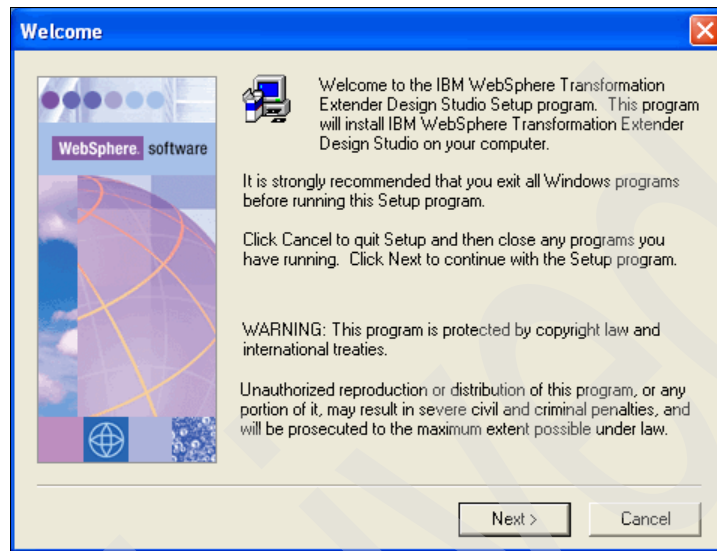 Welcome
WebSphere. software
Welcome to the IBM WebSphere Transformation
Extender Design Studio Setup program. This program
will install IBM WebSphere Transformation Extender
Design Studio on your computer.
It is strongly recommended that you exit all Windows programs
before running this Setup program.
Click Cancel to quit Setup and then close any programs you
have running. Click Next to continue with the Setup program.
WARNING: This program is protected by copyright law and
international treaties.
Unauthorized reproduction or distribution of this program, or any
portion of it, may result in severe civil and criminal penalties, and
will be prosecuted to the maximum extent possible under law.
Next >
Cancel